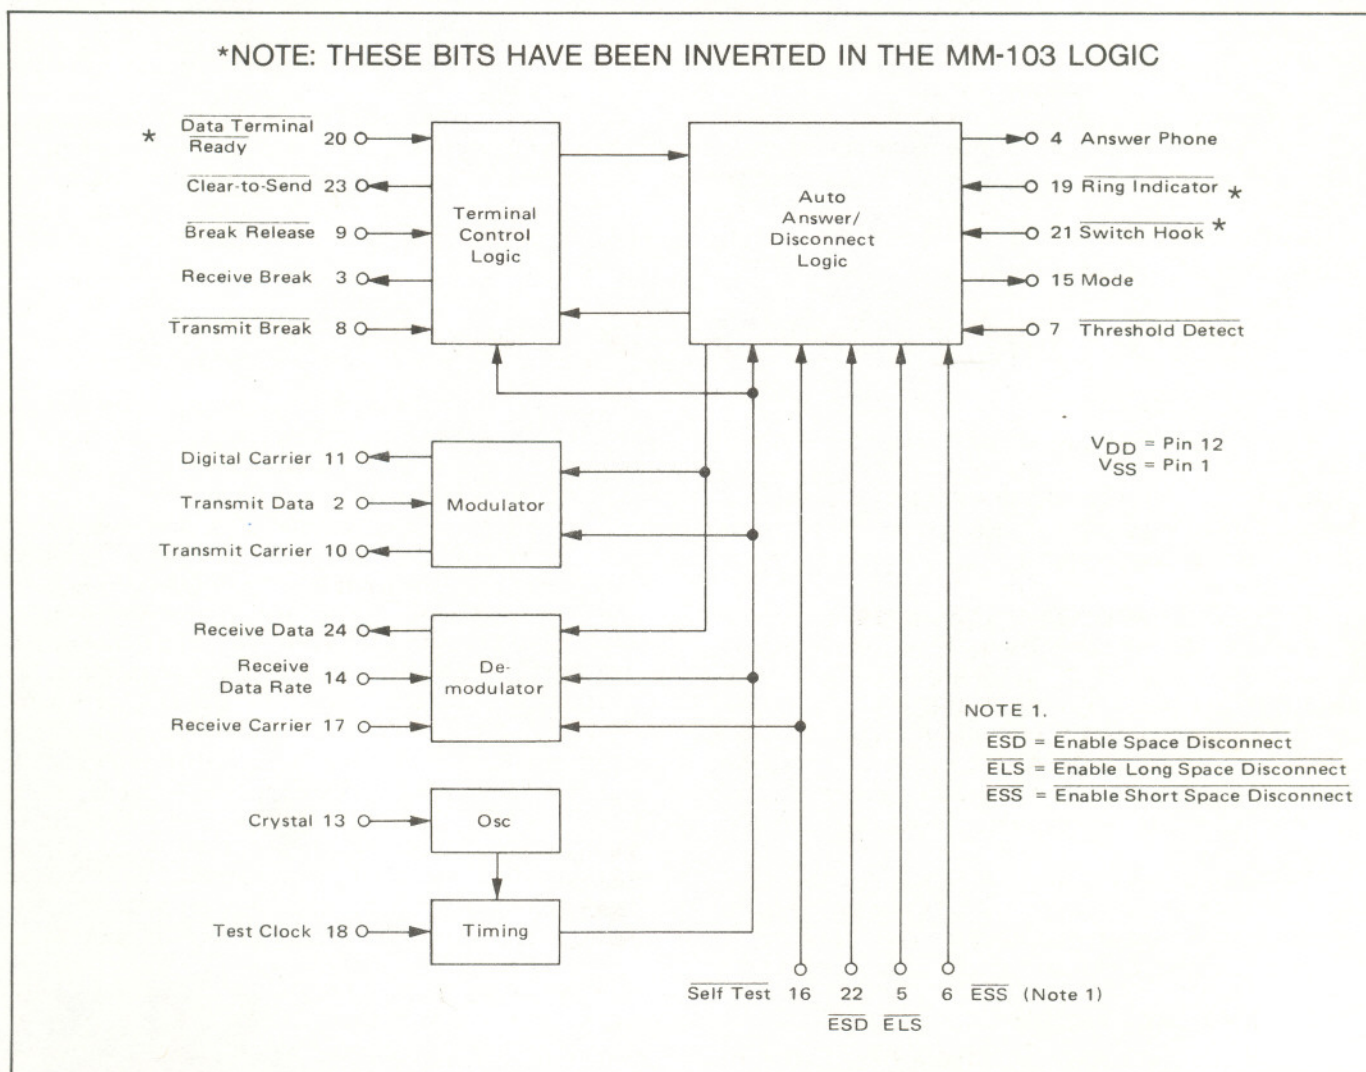 *NOTE: THESE BITS HAVE BEEN INVERTED IN THE MM-103 LOGIC
* Data Terminal Ready 20
Clear-to-Send 23
Break Release 9
Receive Break 3
Transmit Break 8
Terminal
Control
Logic
Auto
Answer/
Disconnect
Logic
4 Answer Phone
19 Ring Indicator *
21 Switch Hook *
15 Mode
7 Threshold Detect
VDD = Pin 12
VSS = Pin 1
Digital Carrier 11
Transmit Data 2
Transmit Carrier 10
Modulator
Receive Data 24
Receive
Data Rate 14
Receive Carrier 17
De-
modulator
NOTE 1.
ESD = Enable Space Disconnect
ELS = Enable Long Space Disconnect
ESS = Enable Short Space Disconnect
Crystal 13
Osc
Test Clock 18
Timing
Self Test 16 22 5 6 ESS (Note 1)
ESD ELS